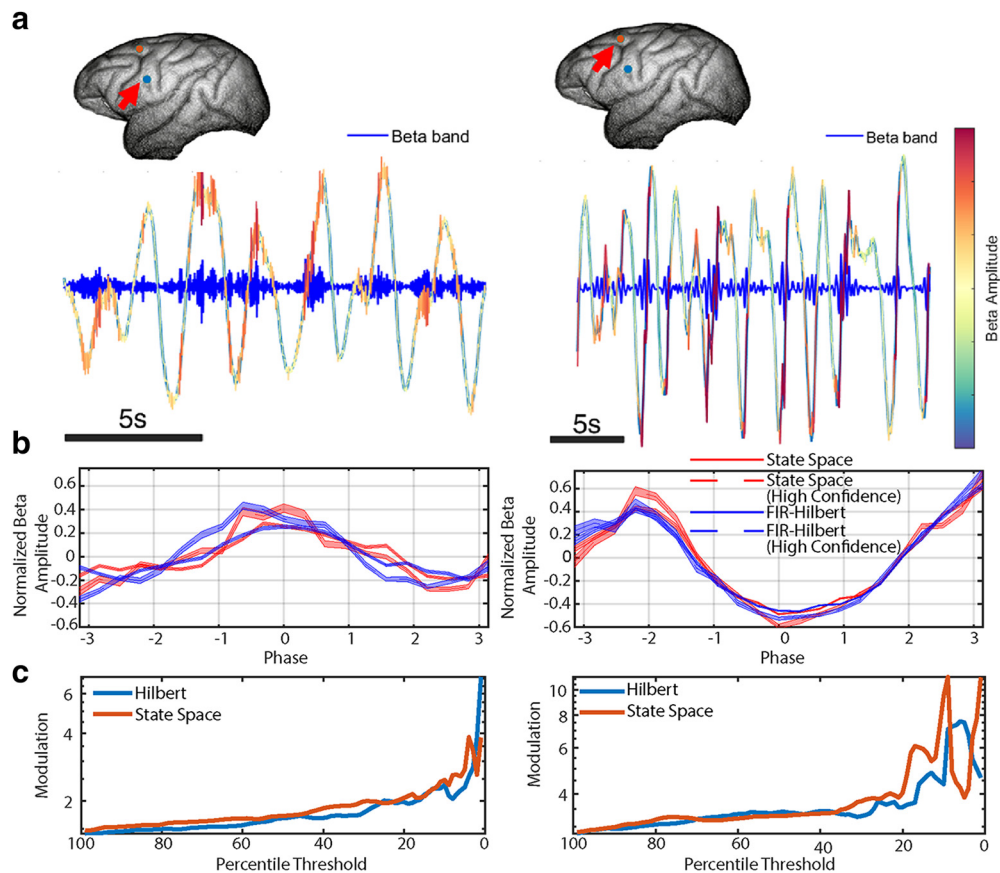 a
Beta band
5s
Beta band
5s
Beta Amplitude
b
Normalized Beta
Amplitude
0.6
0.4
0.2
0
-0.2
-0.4
-0.6
-3 -2 -1 0 1 2 3
Phase
Normalized Beta
Amplitude
0.6
0.4
0.2
0
-0.2
-0.4
-0.6
-3 -2 -1 0 1 2 3
Phase
State Space
State Space
(High Confidence)
FIR-Hilbert
FIR-Hilbert
(High Confidence)
c
Modulation
6
4
2
100 80 60 40 20 0
Percentile Threshold
Hilbert
State Space
Modulation
10
8
6
4
100 80 60 40 20 0
Percentile Threshold
Hilbert
State Space